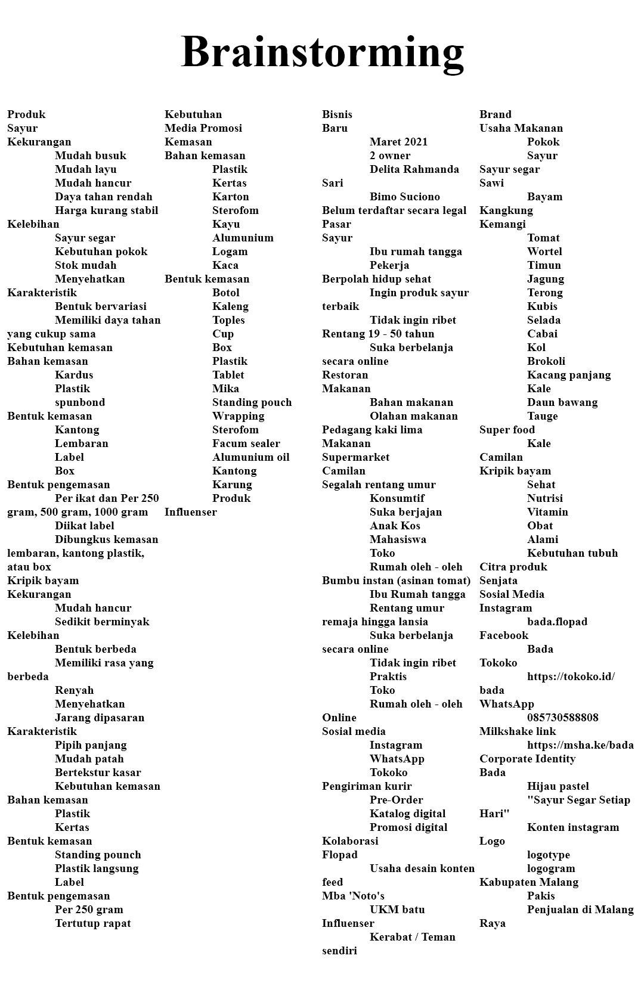 Brainstorming
Produk
Sayur
Kekurangan
Mudah busuk
Mudah layu
Mudah hancur
Daya tahan rendah
Harga kurang stabil
Kelebihan
Sayur segar
Kebutuhan pokok
Stok mudah
Menyehatkan
Karakteristik
Bentuk bervariasi
Memiliki daya tahan
yang cukup sama
Kebutuhan kemasan
Bahan kemasan
Kardus
Plastik
spunbond
Bentuk kemasan
Kantong
Lembaran
Label
Box
Bentuk pengemasan
Per ikat dan Per 250
gram, 500 gram, 1000 gram
Diikat label
Dibungkus kemasan
lembaran, kantong plastik,
atau box
Kripik bayam
Kekurangan
Mudah hancur
Sedikit berminyak
Kelebihan
Bentuk berbeda
Memiliki rasa yang
berbeda
Renyah
Menyehatkan
Jarang dipasaran
Karakteristik
Pipih panjang
Mudah patah
Bertekstur kasar
Kebutuhan kemasan
Bahan kemasan
Plastik
Kertas
Bentuk kemasan
Standing pounch
Plastik langsung
Label
Bentuk pengemasan
Per 250 gram
Tertutup rapat
Kebutuhan
Media Promosi
Kemasan
Bahan kemasan
Plastik
Kertas
Karton
Sterofom
Kayu
Alumunium
Logam
Kaca
Bentuk kemasan
Botol
Kaleng
Toples
Cup
Box
Plastik
Tablet
Mika
Standing pouch
Wrapping
Sterofom
Facum sealer
Alumunium oil
Kantong
Karung
Produk
Influenser
Bisnis
Baru
Maret 2021
2 owner
Delita Rahmanda
Sari
Bimo Suciono
Belum terdaftar secara legal
Pasar
Sayur
Ibu rumah tangga
Pekerja
Berpolah hidup sehat
Ingin produk sayur
terbaik
Tidak ingin ribet
Rentang 19 - 50 tahun
Suka berbelanja
secara online
Restoran
Makanan
Bahan makanan
Olahan makanan
Pedagang kaki lima
Makanan
Supermarket
Camilan
Segalah rentang umur
Konsumtif
Suka berjajan
Anak Kos
Mahasiswa
Toko
Rumah oleh - oleh
Bumbu instan (asinan tomat)
Ibu Rumah tangga
Rentang umur
remaja hingga lansia
Suka berbelanja
secara online
Tidak ingin ribet
Praktis
Toko
Rumah oleh - oleh
Online
Sosial media
Instagram
WhatsApp
Tokoko
Pengiriman kurir
Pre-Order
Katalog digital
Promosi digital
Kolaborasi
Flopad
Usaha desain konten
feed
Mba 'Noto's
UKM batu
Influenser
Kerabat / Teman
sendiri
Brand
Usaha Makanan
Pokok
Sayur
Sayur segar
Sawi
Bayam
Kangkung
Kemangi
Tomat
Wortel
Timun
Jagung
Terong
Kubis
Selada
Cabai
Kol
Brokoli
Kacang panjang
Kale
Daun bawang
Tauge
Super food
Kale
Camilan
Kripik bayam
Sehat
Nutrisi
Vitamin
Obat
Alami
Kebutuhan tubuh
Citra produk
Senjata
Sosial Media
Instagram
bada.flopad
Facebook
Bada
Tokoko
https://tokoko.id/
bada
WhatsApp
085730588808
Milkshake link
https://msha.ke/bada
Corporate Identity
Bada
Hijau pastel
"Sayur Segar Setiap
Hari"
Konten instagram
Logo
logotype
logogram
Kabupaten Malang
Pakis
Penjualan di Malang
Raya